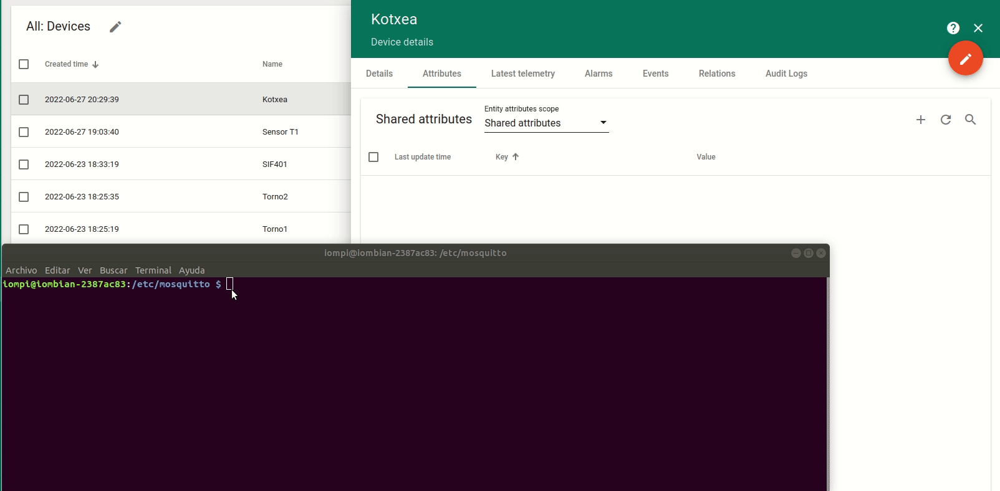 All: Devices
Created time Name
2022-06-27 20:29:39 Kotxea
2022-06-27 19:03:40 Sensor T1
2022-06-23 18:33:19 SIF401
2022-06-23 18:25:35 Torno2
2022-06-23 18:25:19 Torno1
Kotxea
Device details
Details Attributes Latest telemetry Alarms Events Relations Audit Logs
Shared attributes
Entity attributes scope
Shared attributes
Last update time Key Value
iompi@iombian-2387ac83: /etc/mosquitto
Archivo Editar Ver Buscar Terminal Ayuda
iompi@iombian-2387ac83:/etc/mosquitto $